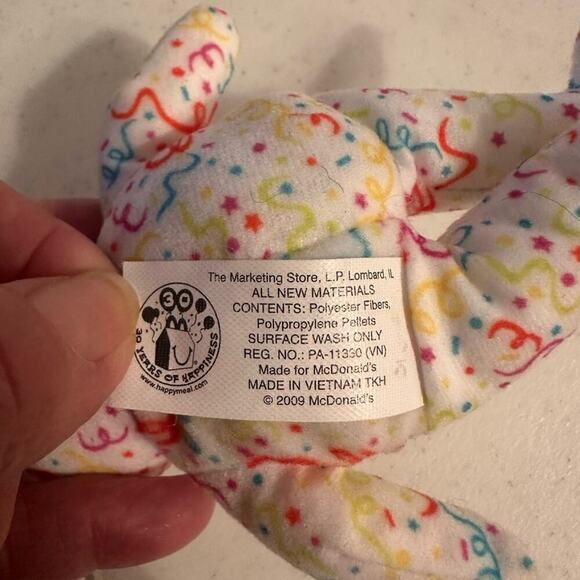 30
30 YEARS OF HAPPINESS
www.happymeal.com
The Marketing Store, L.P. Lombard, IL
ALL NEW MATERIALS
CONTENTS: Polyester Fibers,
Polypropylene Pellets
SURFACE WASH ONLY
REG. NO.: PA-11390 (VN)
Made for McDonald's
MADE IN VIETNAM TKH
© 2009 McDonald's